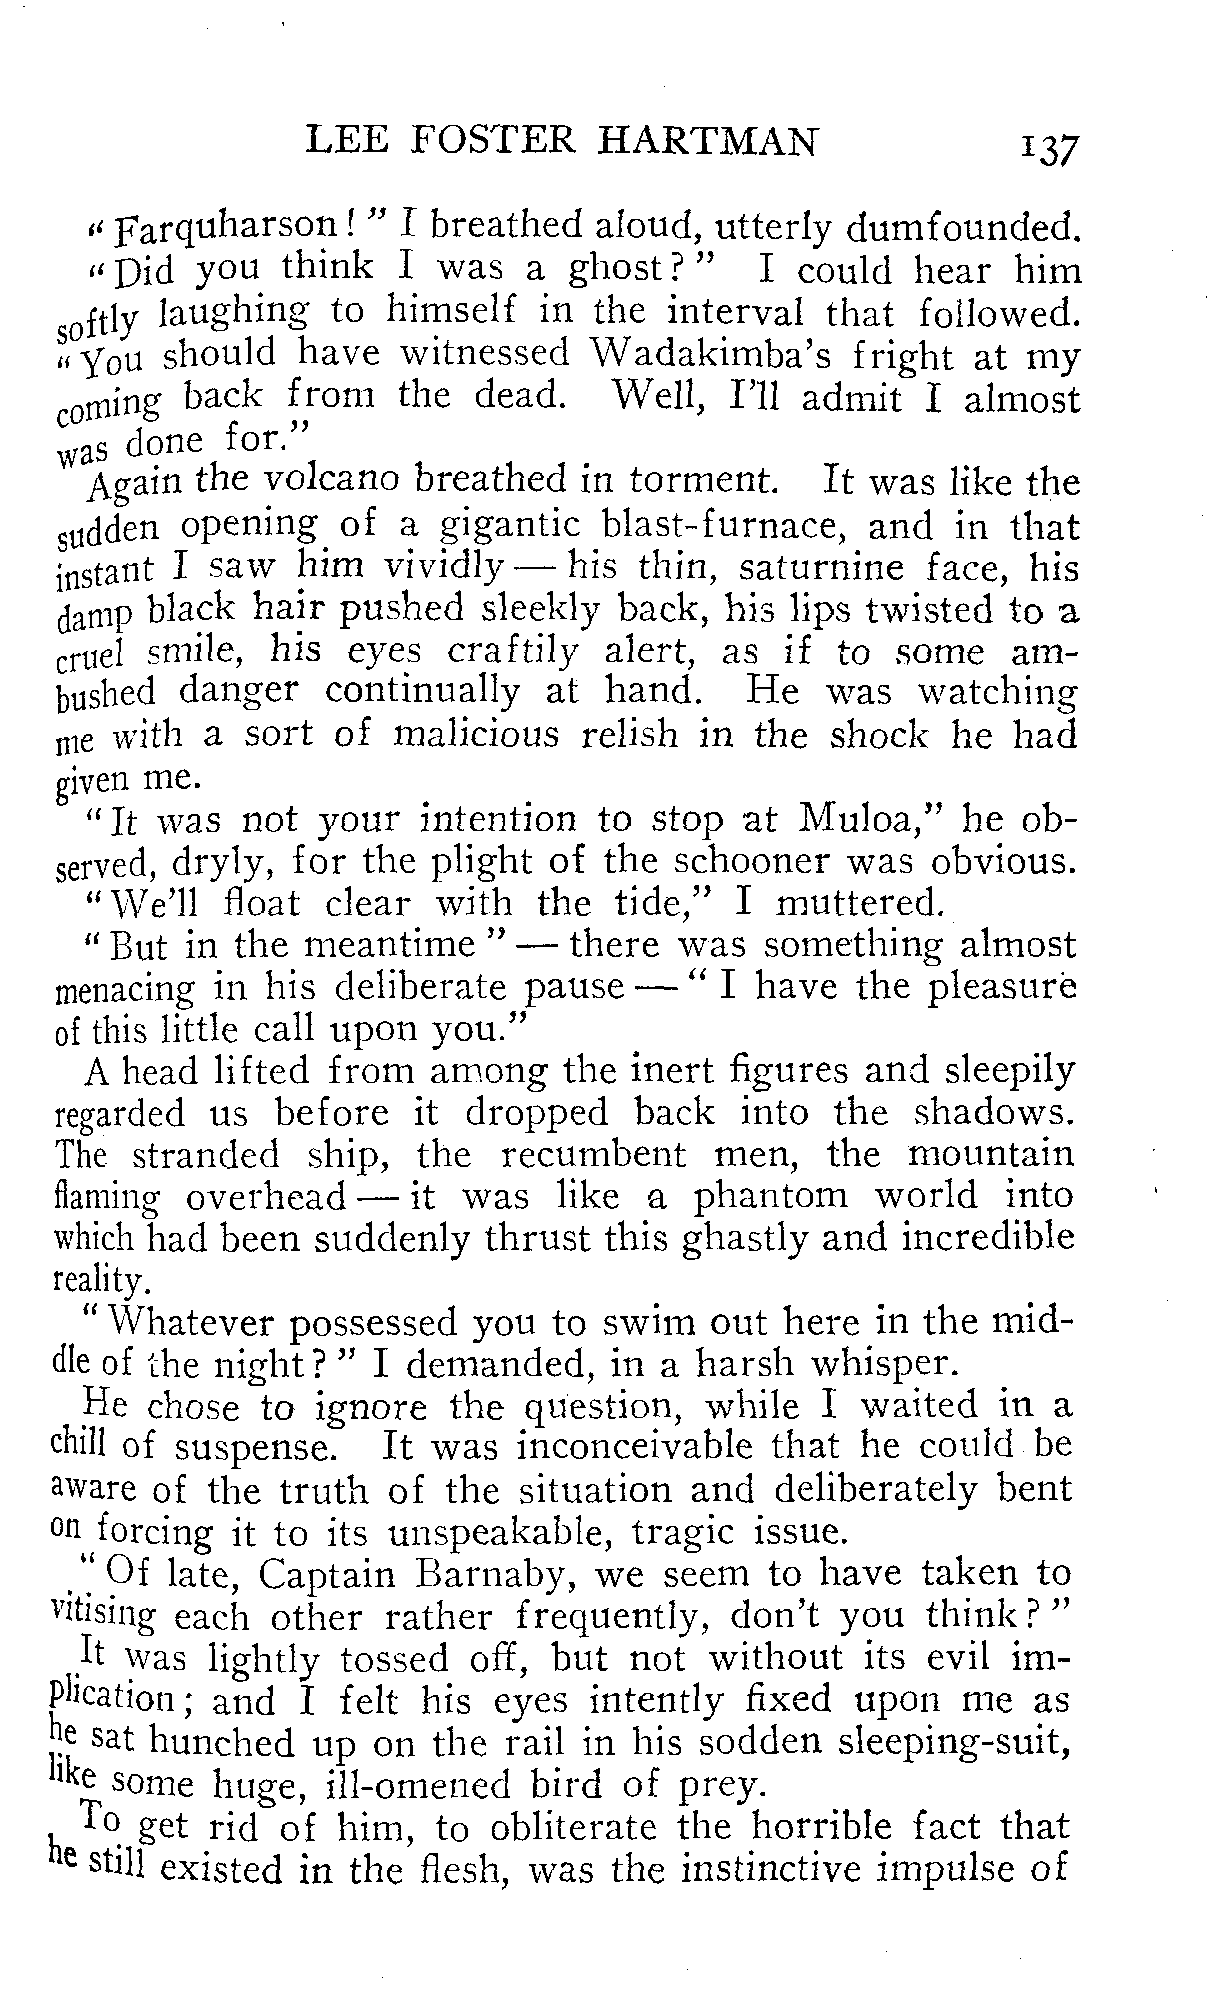 LEE FOSTER HARTMAN 137
" Farquharson! " I breathed aloud, utterly dumfounded.
" Did you think I was a ghost? " I could hear him
softly laughing to himself in the interval that followed.
" You should have witnessed Wadakimba's fright at my
coming back from the dead. Well, I'll admit I almost
was done for."
Again the volcano breathed in torment. It was like the
sudden opening of a gigantic blast-furnace, and in that
instant I saw him vividly — his thin, saturnine face, his
damp black hair pushed sleekly back, his lips twisted to a
cruel smile, his eyes craftily alert, as if to some am-
bushed danger continually at hand. He was watching
me with a sort of malicious relish in the shock he had
given me.
" It was not your intention to stop at Muloa," he ob-
served, dryly, for the plight of the schooner was obvious.
" We'll float clear with the tide," I muttered.
" But in the meantime " — there was something almost
menacing in his deliberate pause — " I have the pleasure
of this little call upon you."
A head lifted from among the inert figures and sleepily
regarded us before it dropped back into the shadows.
The stranded ship, the recumbent men, the mountain
flaming overhead — it was like a phantom world into
which had been suddenly thrust this ghastly and incredible
reality.
" Whatever possessed you to swim out here in the mid-
dle of the night? " I demanded, in a harsh whisper.
He chose to ignore the question, while I waited in a
chill of suspense. It was inconceivable that he could be
aware of the truth of the situation and deliberately bent
on forcing it to its unspeakable, tragic issue.
" Of late, Captain Barnaby, we seem to have taken to
vitising each other rather frequently, don't you think? "
It was lightly tossed off, but not without its evil im-
plication; and I felt his eyes intently fixed upon me as
he sat hunched up on the rail in his sodden sleeping-suit,
like some huge, ill-omened bird of prey.
To get rid of him, to obliterate the horrible fact that
he still existed in the flesh, was the instinctive impulse of